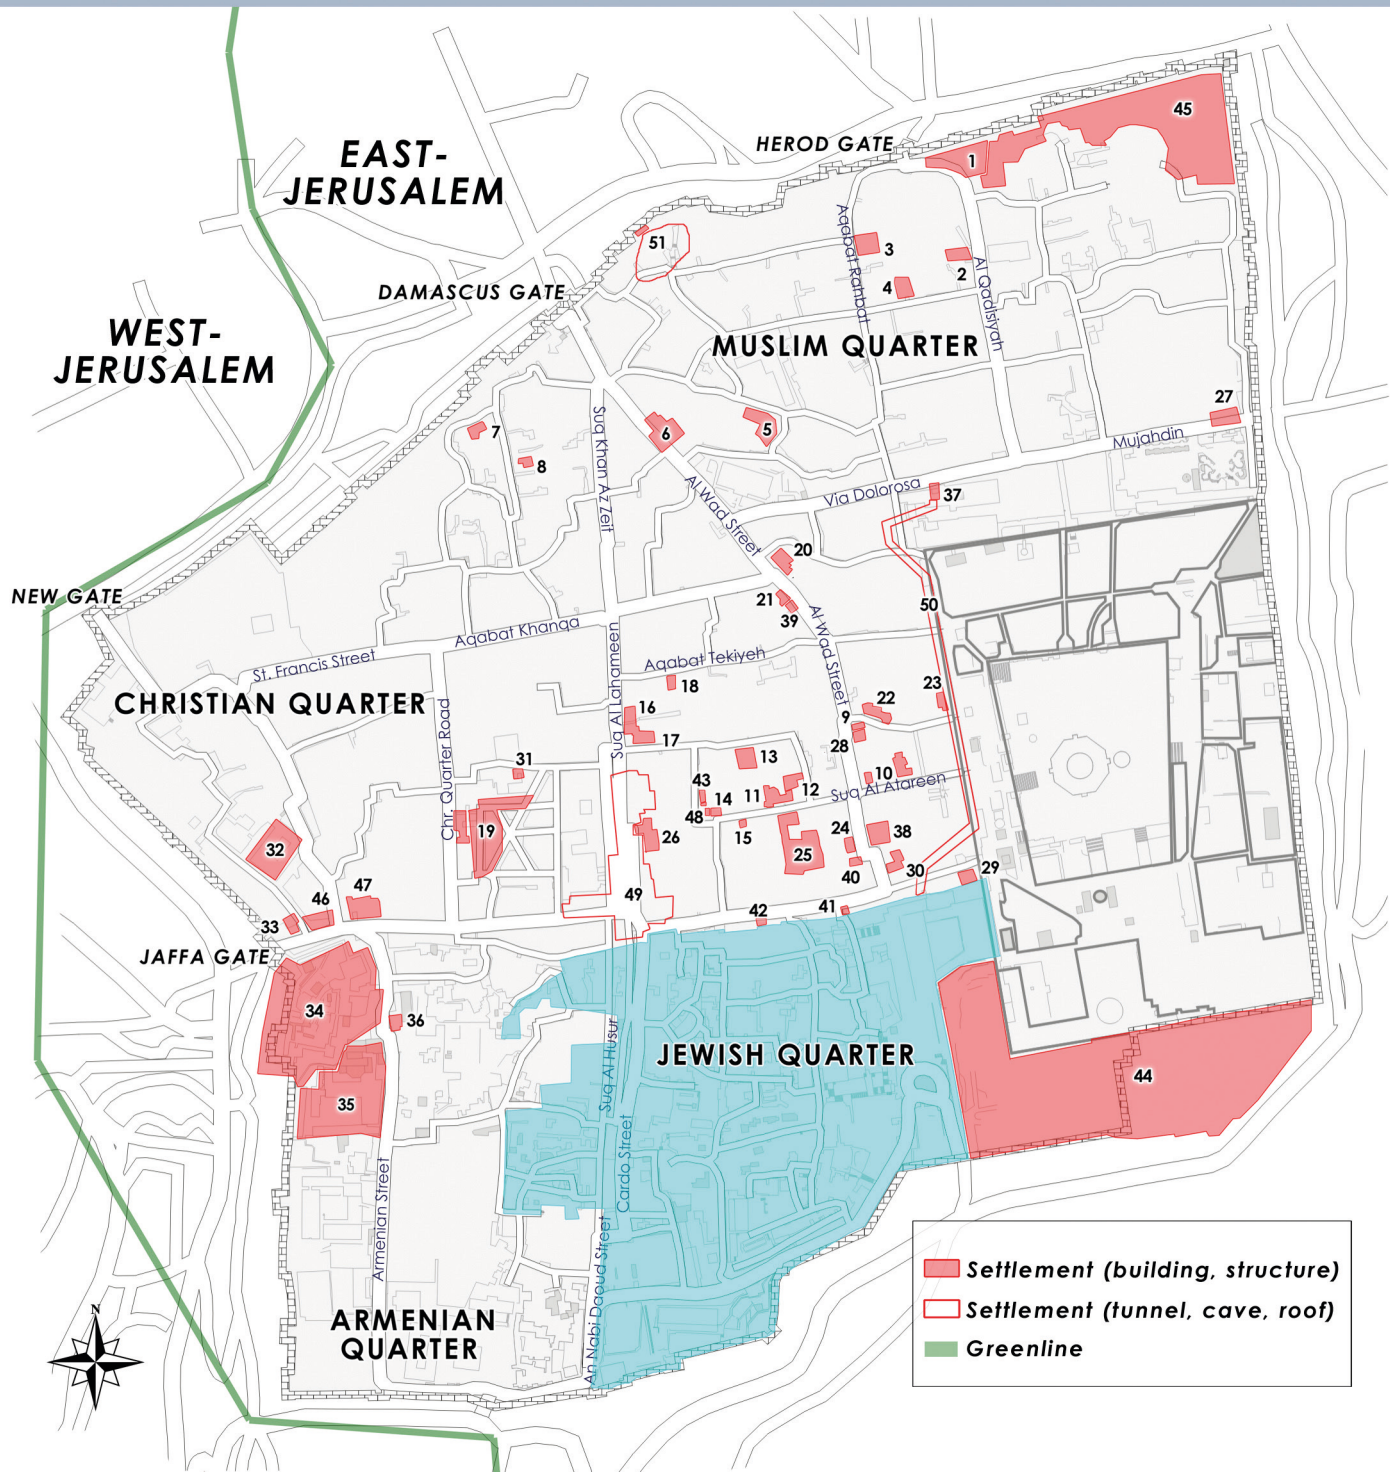 45
HEROD GATE
1
EAST-
JERUSALEM
Aqabat Rahbat
51
3
2
4
Al Qadisiyah
DAMASCUS GATE
WEST-
JERUSALEM
MUSLIM QUARTER
27
Suq Khan Az Zeit
7
6
5
Mujahdin
8
Al Wad Street
Via Dolorosa
37
20
NEW GATE
21
39
50
Al Wad Street
Aqabat Khanqa
St. Francis Street
Suq Al Lahameen
Aqabat Tekiyeh
18
23
CHRISTIAN QUARTER
Chr. Quarter Road
16
22
9
17
28
31
13
43
10
11
12
Suq Al Atareen
14
48
19
26
15
24
38
32
25
40
30
29
47
49
46
33
42
41
JAFFA GATE
34
36
Suq Al Husur
JEWISH QUARTER
44
35
Cardo Street
Armenian Street
An Nabi Daoud Street
ARMENIAN
QUARTER
N
Settlement (building, structure)
Settlement (tunnel, cave, roof)
Greenline